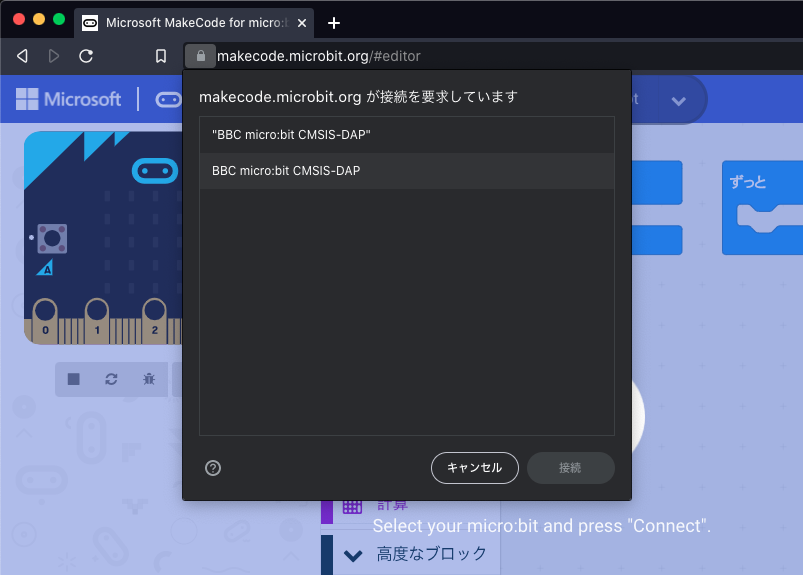 Microsoft MakeCode for micro:b
makecode.microbit.org/#editor
Microsoft
makecode.microbit.org が接続を要求しています
"BBC micro:bit CMSIS-DAP"
BBC micro:bit CMSIS-DAP
ずっと
A
0 1 2
キャンセル
接続
計算
Select your micro:bit and press "Connect".
高度なブロック